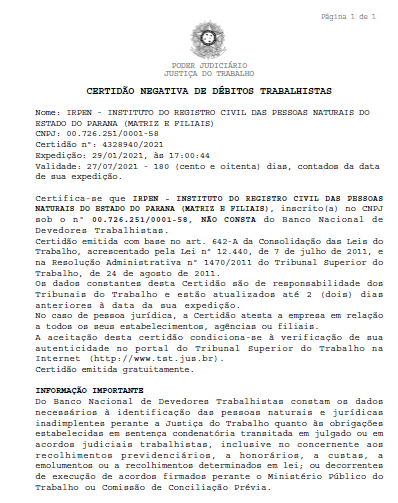 Página 1 de 1
PODER JUDICIÁRIO
JUSTIÇA DO TRABALHO
CERTIDÃO NEGATIVA DE DÉBITOS TRABALHISTAS
Nome: IRPEN - INSTITUTO DO REGISTRO CIVIL DAS PESSOAS NATURAIS DO
ESTADO DO PARANA (MATRIZ E FILIAIS)
CNPJ: 00.726.251/0001-58
Certidão nº: 4328940/2021
Expedição: 29/01/2021, às 17:00:44
Validade: 27/07/2021 - 180 (cento e oitenta) dias, contados da data
de sua expedição.
Certifica-se que IRPEN - INSTITUTO DO REGISTRO CIVIL DAS PESSOAS
NATURAIS DO ESTADO DO PARANA (MATRIZ E FILIAIS), inscrito(a) no CNPJ
sob o nº 00.726.251/0001-58, NÃO CONSTA do Banco Nacional de
Devedores Trabalhistas.
Certidão emitida com base no art. 642-A da Consolidação das Leis do
Trabalho, acrescentado pela Lei nº 12.440, de 7 de julho de 2011, e
na Resolução Administrativa nº 1470/2011 do Tribunal Superior do
Trabalho, de 24 de agosto de 2011.
Os dados constantes desta Certidão são de responsabilidade dos
Tribunais do Trabalho e estão atualizados até 2 (dois) dias
anteriores à data da sua expedição.
No caso de pessoa jurídica, a Certidão atesta a empresa em relação
a todos os seus estabelecimentos, agências ou filiais.
A aceitação desta certidão condiciona-se à verificação de sua
autenticidade no portal do Tribunal Superior do Trabalho na
Internet (http://www.tst.jus.br).
Certidão emitida gratuitamente.
INFORMAÇÃO IMPORTANTE
Do Banco Nacional de Devedores Trabalhistas constam os dados
necessários à identificação das pessoas naturais e jurídicas
inadimplentes perante a Justiça do Trabalho quanto às obrigações
estabelecidas em sentença condenatória transitada em julgado ou em
acordos judiciais trabalhistas, inclusive no concernente aos
recolhimentos previdenciários, a honorários, a custas, a
emolumentos ou a recolhimentos determinados em lei; ou decorrentes
de execução de acordos firmados perante o Ministério Público do
Trabalho ou Comissão de Conciliação Prévia.